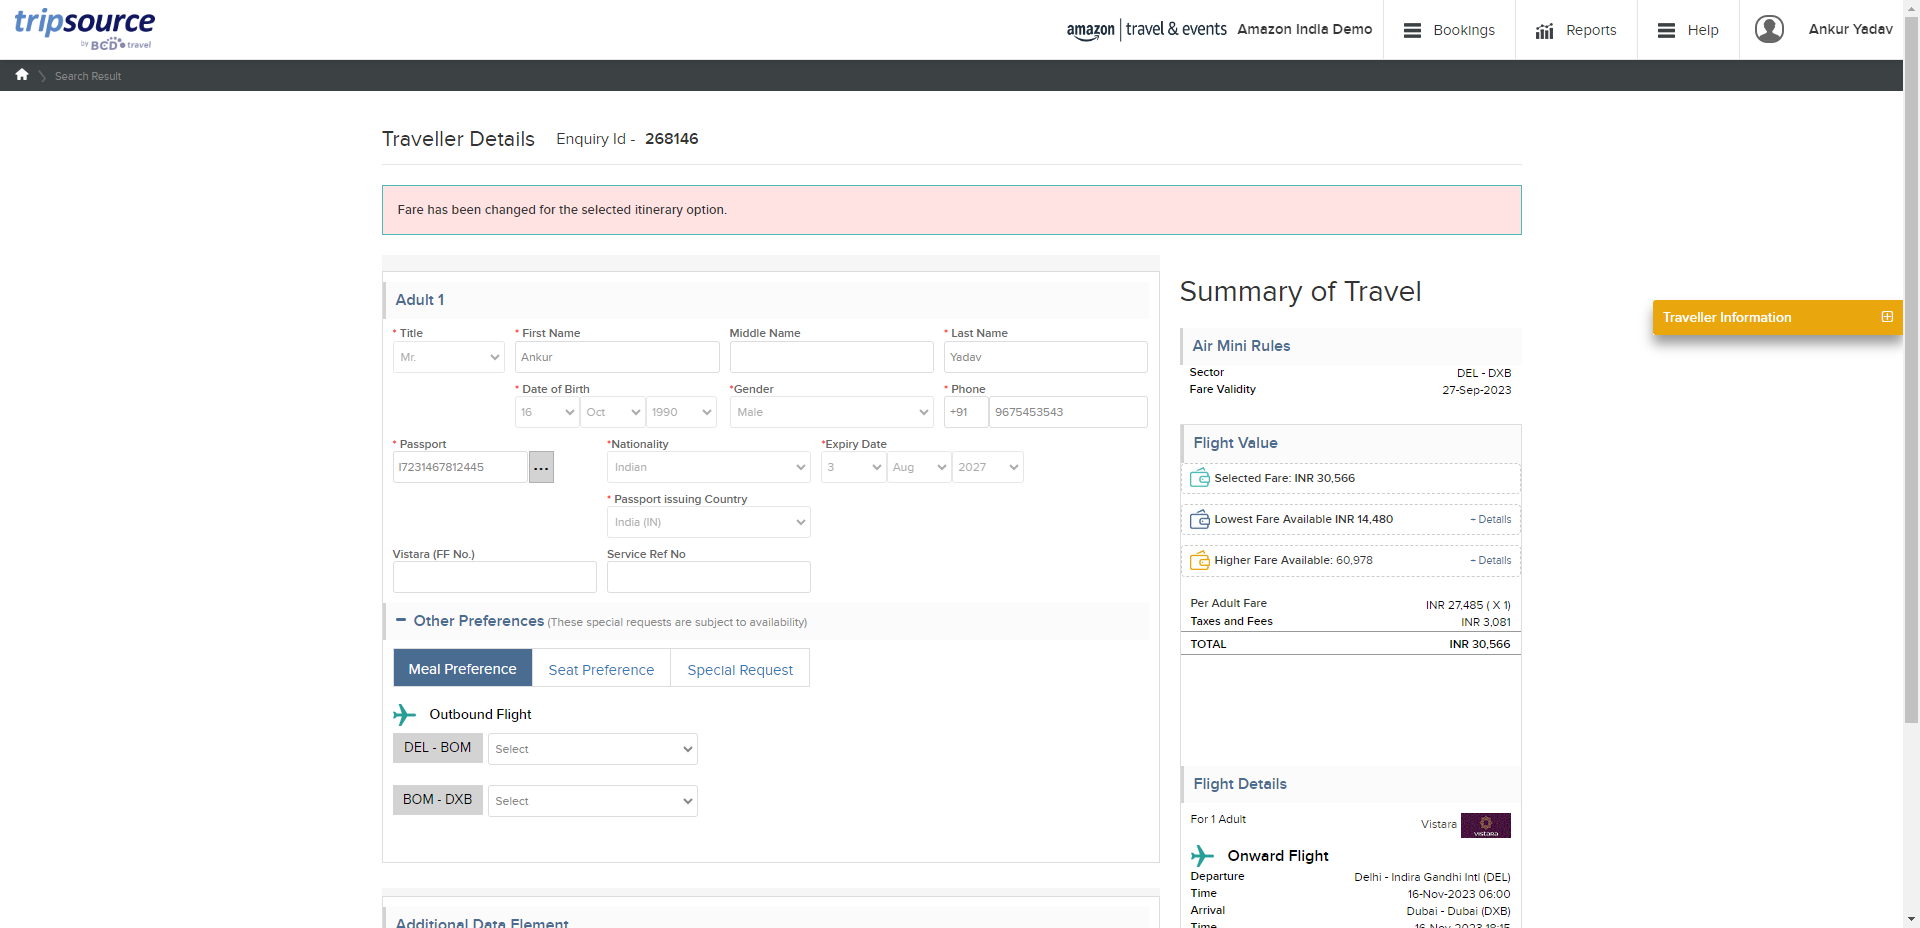 tripsource
by BCD travel
amazon | travel & events Amazon India Demo
Bookings
Reports
Help
Ankur Yadav
Search Result
Traveller Details Enquiry Id - 268146
Fare has been changed for the selected itinerary option.
Adult 1
* Title * First Name Middle Name * Last Name
Mr. Ankur Yadav
* Date of Birth *Gender * Phone
16 Oct 1990 Male +91 9675453543
* Passport *Nationality *Expiry Date
I7231467812445 ... Indian 3 Aug 2027
* Passport issuing Country
India (IN)
Vistara (FF No.) Service Ref No
− Other Preferences (These special requests are subject to availability)
Meal Preference Seat Preference Special Request
Outbound Flight
DEL - BOM Select
BOM - DXB Select
Additional Data Element
Summary of Travel
Air Mini Rules
Sector DEL - DXB
Fare Validity 27-Sep-2023
Flight Value
Selected Fare: INR 30,566
Lowest Fare Available INR 14,480 + Details
Higher Fare Available: 60,978 + Details
Per Adult Fare INR 27,485 ( X 1)
Taxes and Fees INR 3,081
TOTAL INR 30,566
Flight Details
For 1 Adult Vistara vistara
Onward Flight
Departure Delhi - Indira Gandhi Intl (DEL)
Time 16-Nov-2023 06:00
Arrival Dubai - Dubai (DXB)
Time 16-Nov-2023 18:15
Traveller Information